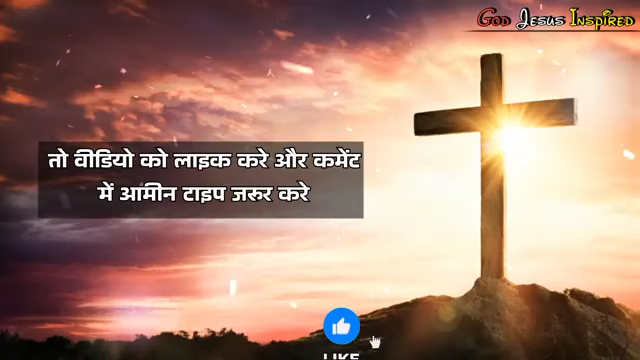 God Jesus Inspired
तो वीडियो को लाइक करे और कमेंट
में आमीन टाइप जरूर करे
LIKE